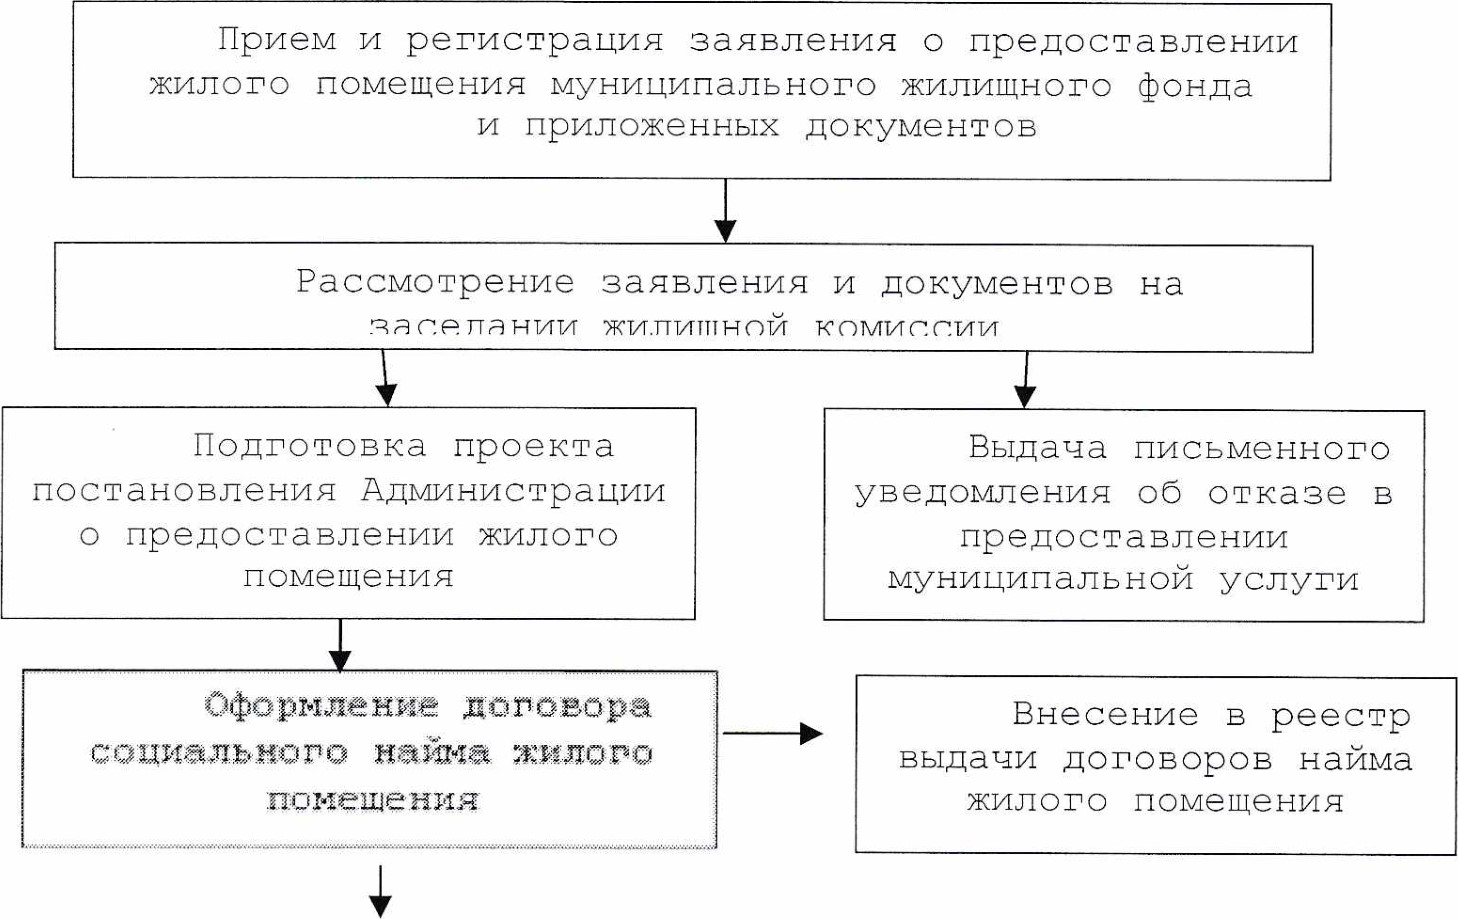 Прием и регистрация заявления о предоставлении
жилого помещения муниципального жилищного фонда
и приложенных документов
Рассмотрение заявления и документов на
заседании жилищной комиссии
Подготовка проекта
постановления Администрации
о предоставлении жилого
помещения
Выдача письменного
уведомления об отказе в
предоставлении
муниципальной услуги
Оформление договора
социального найма жилого
помещения
Внесение в реестр
выдачи договоров найма
жилого помещения